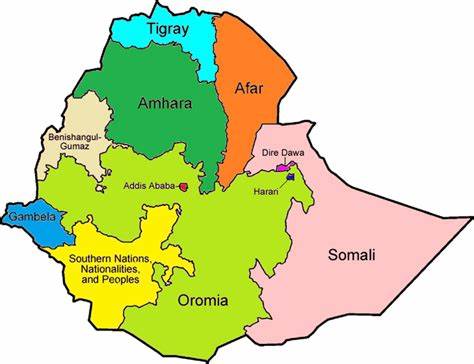 Tigray
Afar
Amhara
Benishangul-
Gumaz
Dire Dawa
Addis Ababa
Harari
Gambela
Somali
Southern Nations,
Nationalities,
and Peoples
Oromia